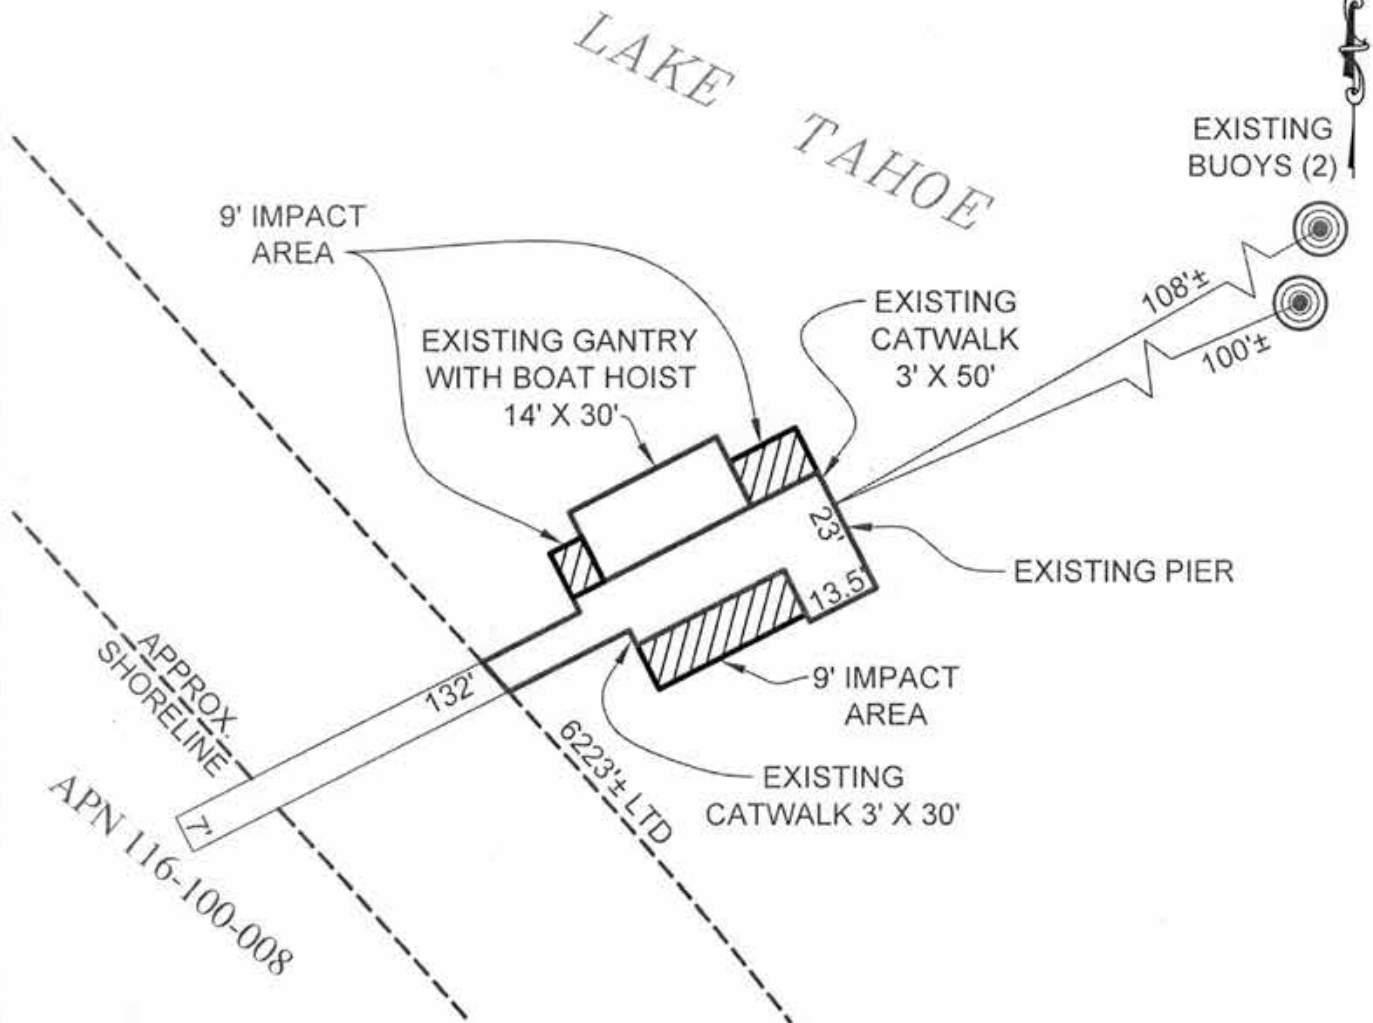 LAKE TAHOE
EXISTING
BUOYS (2)
9' IMPACT
AREA
108'±
100'±
EXISTING
CATWALK
3' X 50'
EXISTING GANTRY
WITH BOAT HOIST
14' X 30'
23'
13.5'
EXISTING PIER
9' IMPACT
AREA
APPROX.
SHORELINE
132'
6223'± LTD
EXISTING
CATWALK 3' X 30'
7'
APN 116-100-008